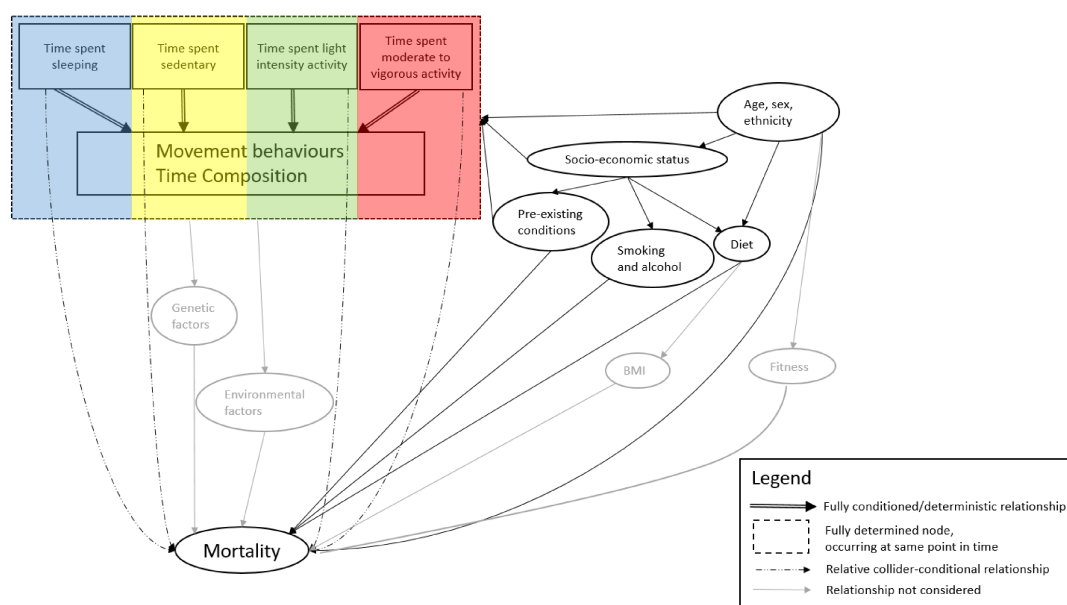 Time spent
sleeping
Time spent
sedentary
Time spent light
intensity activity
Time spent
moderate to
vigorous activity
Movement behaviours
Time Composition
Age, sex,
ethnicity
Socio-economic status
Pre-existing
conditions
Smoking
and alcohol
Diet
Genetic
factors
Environmental
factors
BMI
Fitness
Mortality
Legend
Fully conditioned/deterministic relationship
Fully determined node,
occurring at same point in time
Relative collider-conditional relationship
Relationship not considered